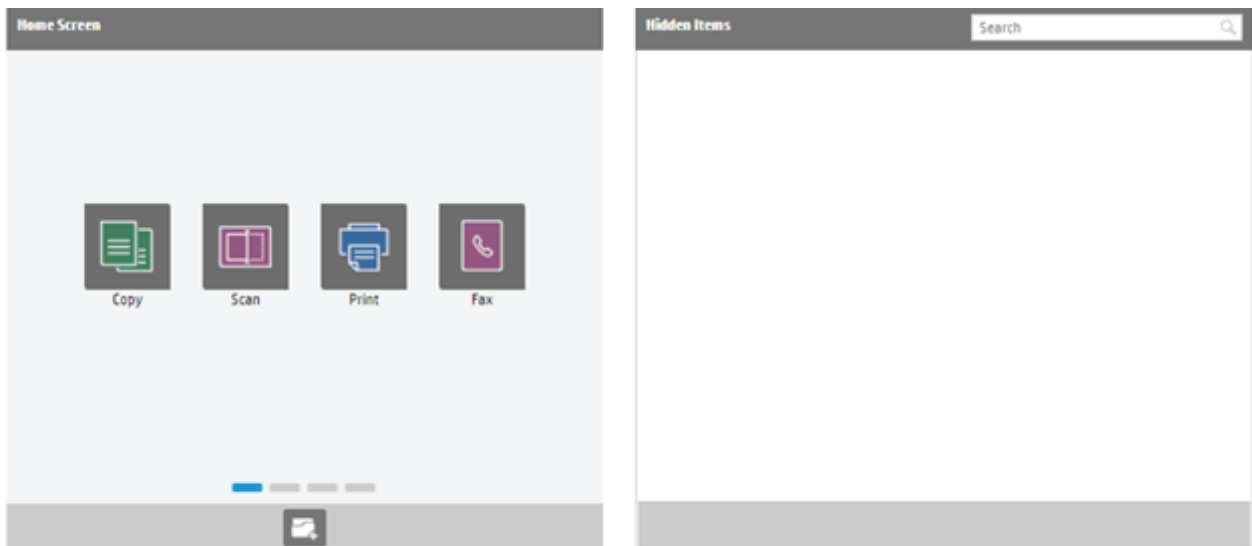 Home Screen
Hidden Items
Search
Copy
Scan
Print
Fax